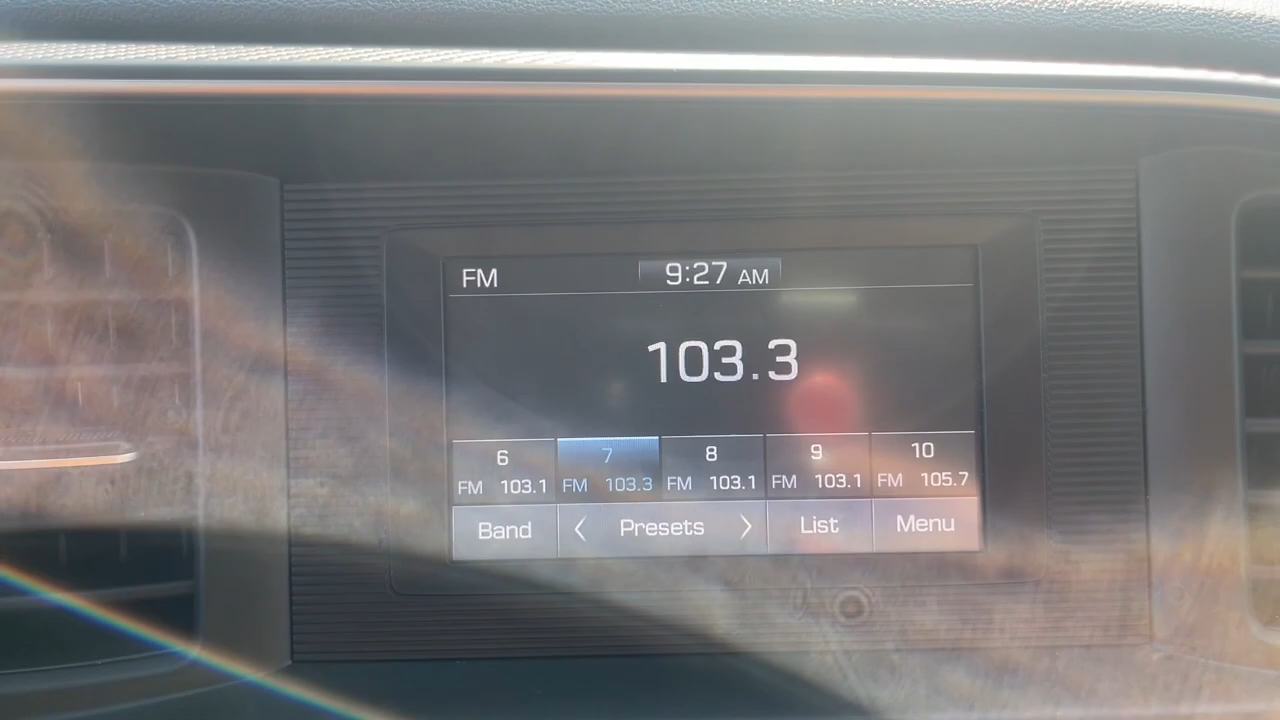 FM 9:27 AM
103.3
6 7 8 9 10
FM 103.1 FM 103.3 FM 103.1 FM 103.1 FM 105.7
Band < Presets > List Menu